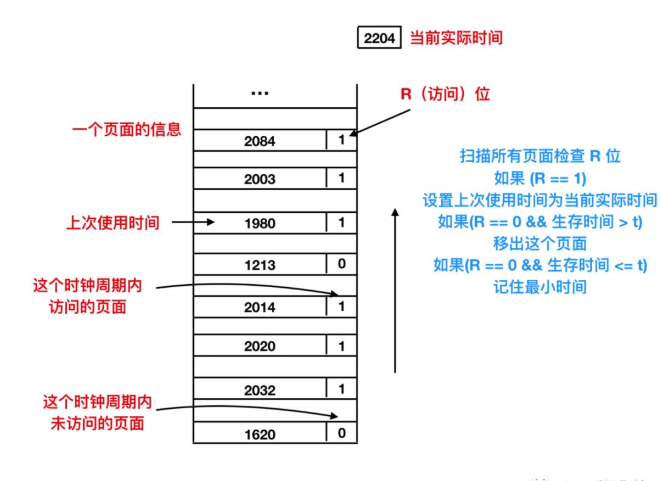 2204 当前实际时间
...
R（访问）位
一个页面的信息
2084 1
2003 1
上次使用时间
1980 1
1213 0
这个时钟周期内
访问的页面
2014 1
2020 1
2032 1
这个时钟周期内
未访问的页面
1620 0
扫描所有页面检查 R 位
如果 (R == 1)
设置上次使用时间为当前实际时间
如果(R == 0 && 生存时间 > t)
移出这个页面
如果(R == 0 && 生存时间 <= t)
记住最小时间